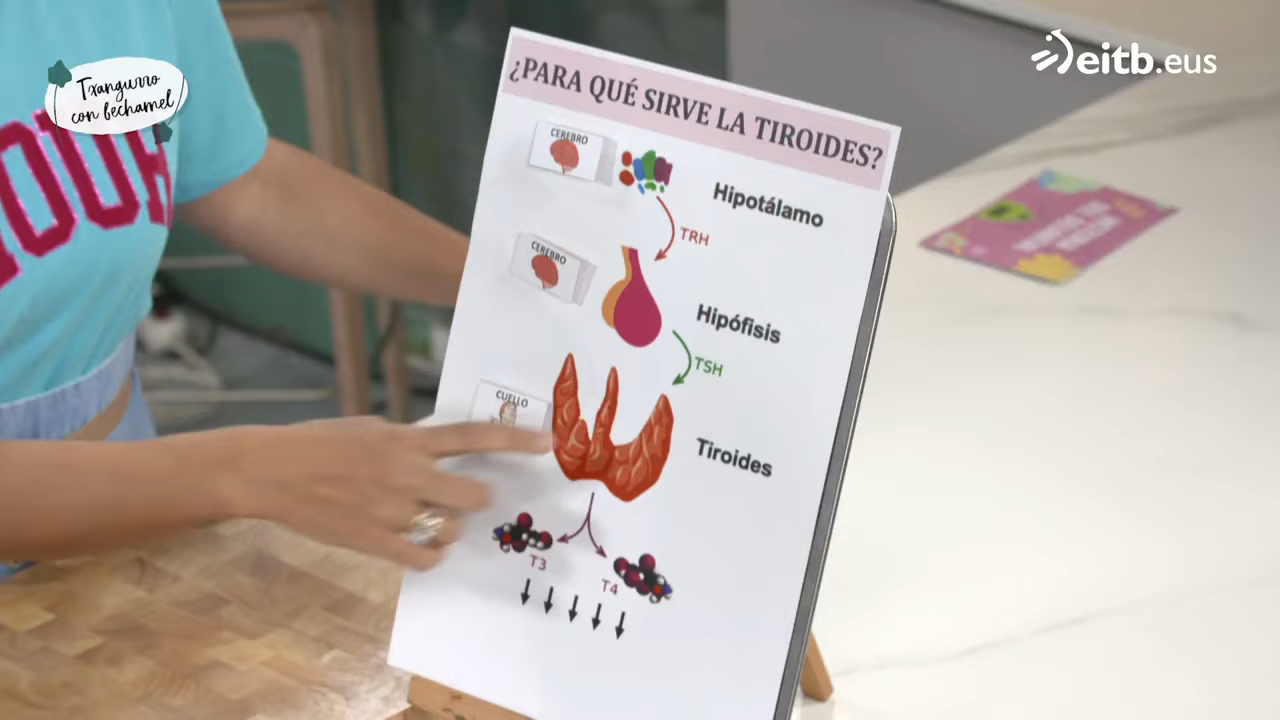 Txangurro
con bechamel
eitb.eus
¿PARA QUÉ SIRVE LA TIROIDES?
CEREBRO
Hipotálamo
TRH
CEREBRO
Hipófisis
TSH
CUELLO
Tiroides
T3
T4